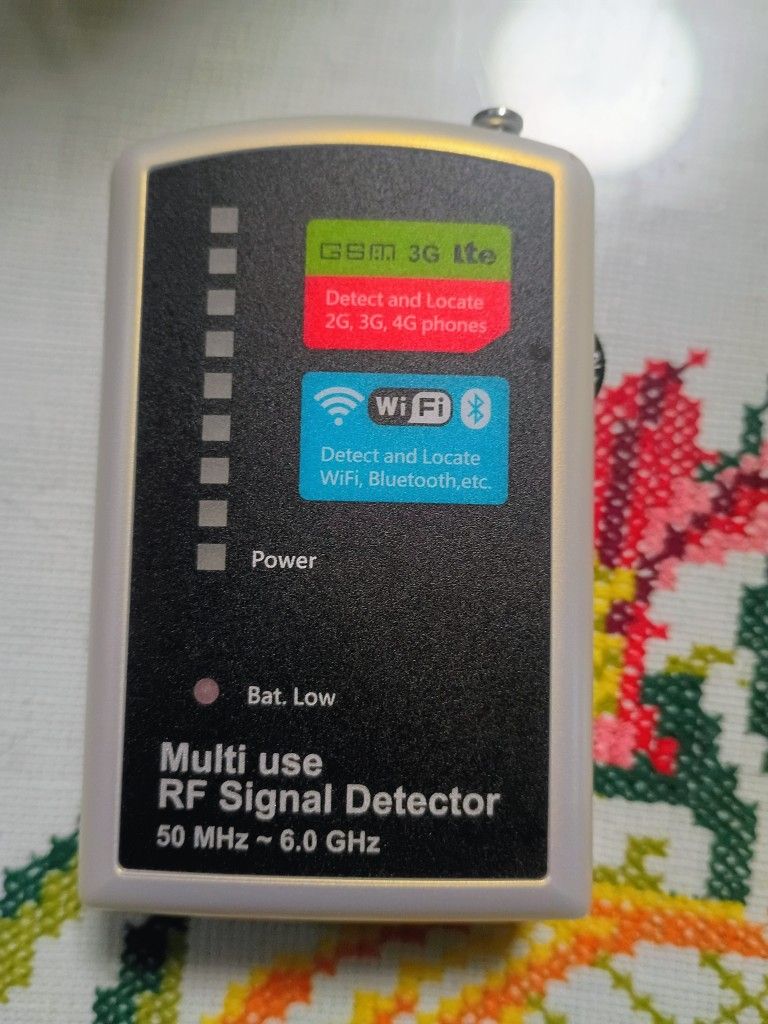 GSM 3G lte
Detect and Locate
2G, 3G, 4G phones
WiFi
Detect and Locate
WiFi, Bluetooth,etc.
Power
Bat. Low
Multi use
RF Signal Detector
50 MHz ~ 6.0 GHz